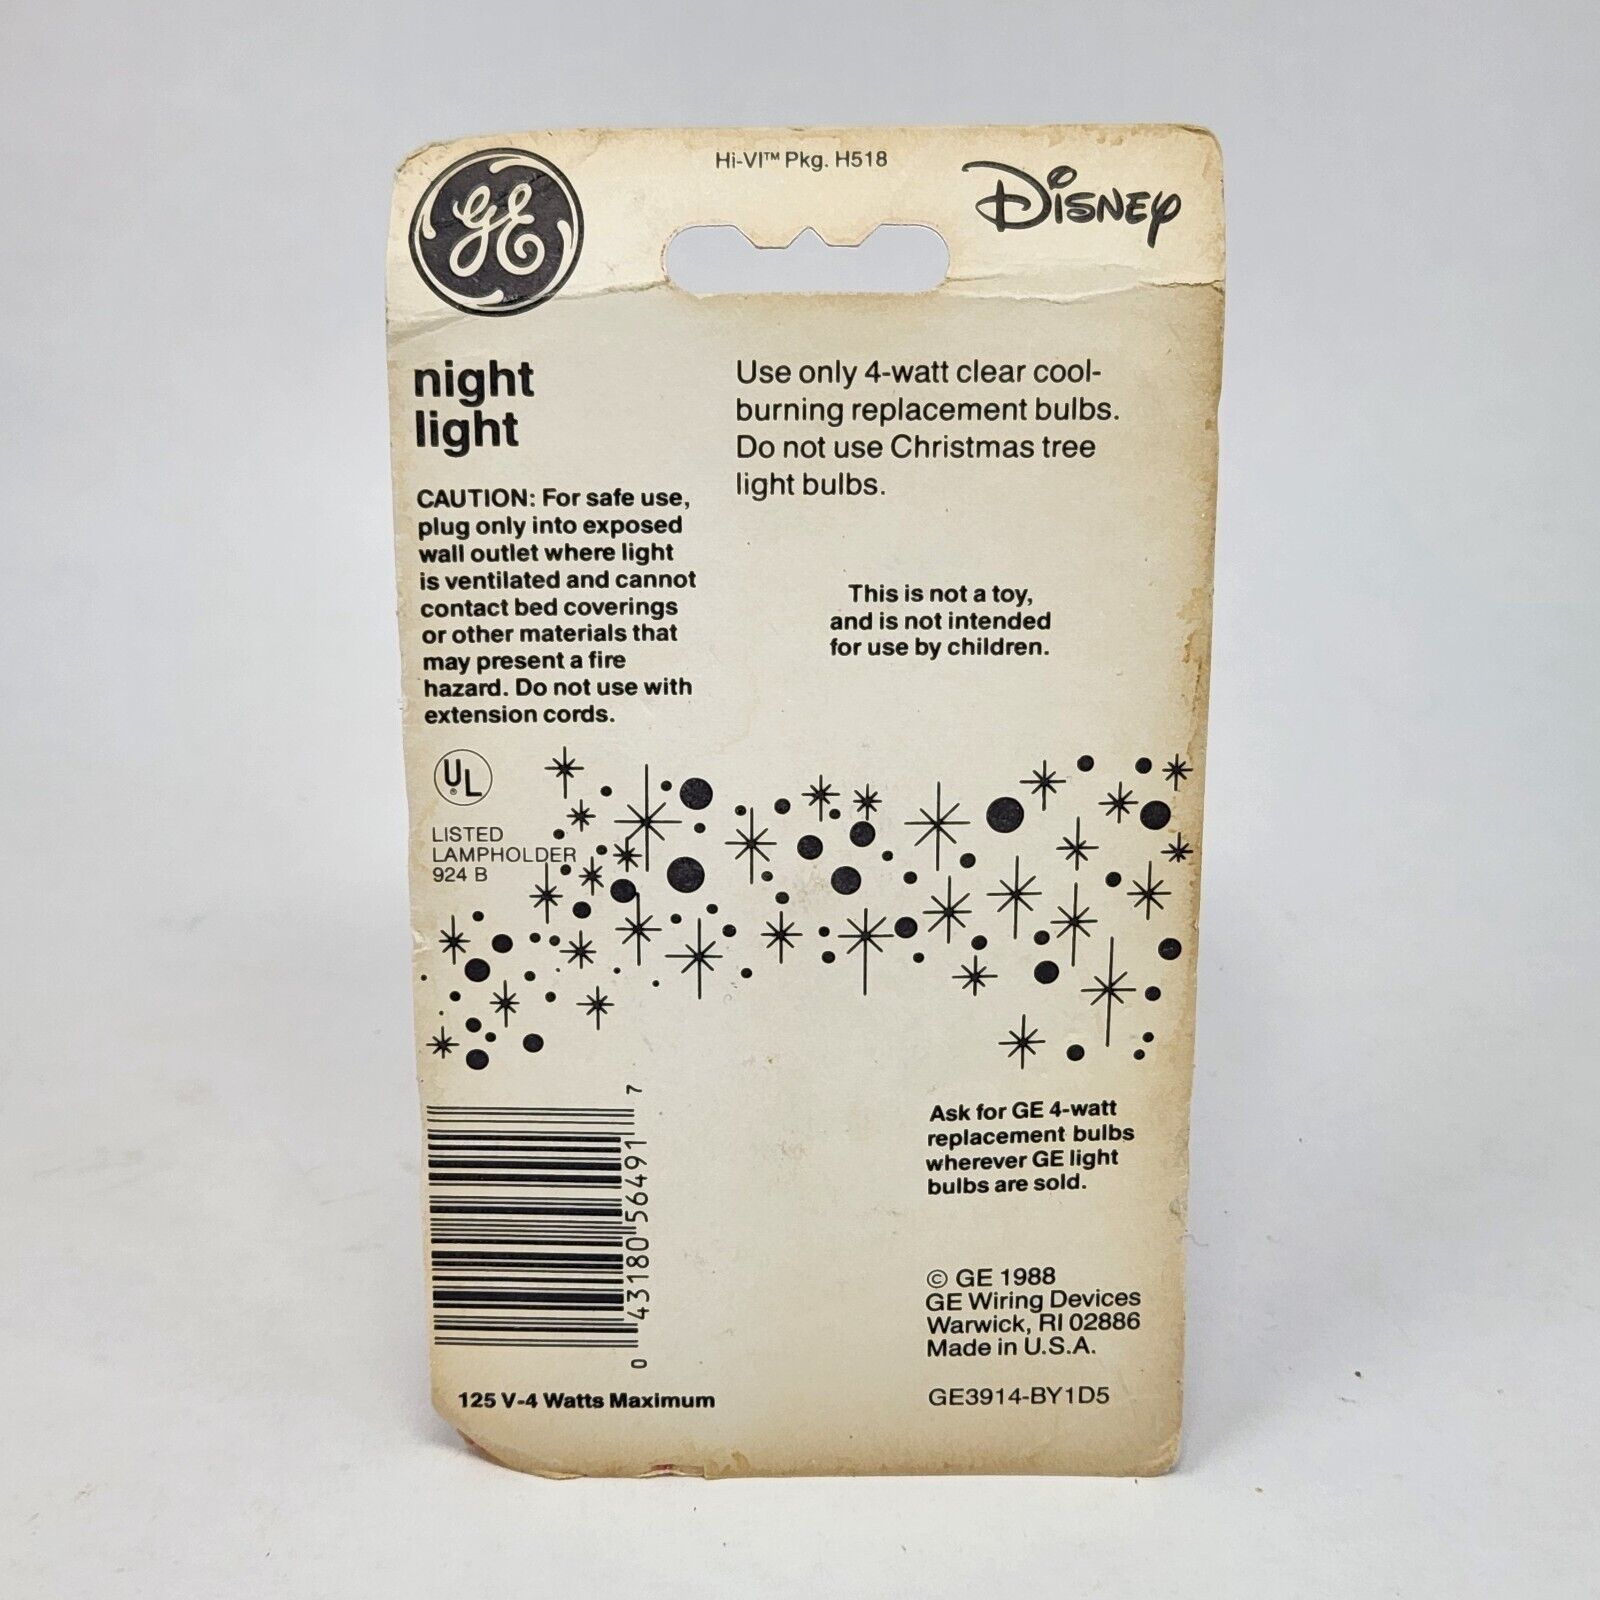 Hi-VI™ Pkg. H518
GE
Disney
night
light
CAUTION: For safe use,
plug only into exposed
wall outlet where light
is ventilated and cannot
contact bed coverings
or other materials that
may present a fire
hazard. Do not use with
extension cords.
Use only 4-watt clear cool-
burning replacement bulbs.
Do not use Christmas tree
light bulbs.
This is not a toy,
and is not intended
for use by children.
UL
®
LISTED
LAMPHOLDER
924 B
0 43180 56491 7
125 V-4 Watts Maximum
Ask for GE 4-watt
replacement bulbs
wherever GE light
bulbs are sold.
© GE 1988
GE Wiring Devices
Warwick, RI 02886
Made in U.S.A.
GE3914-BY1D5